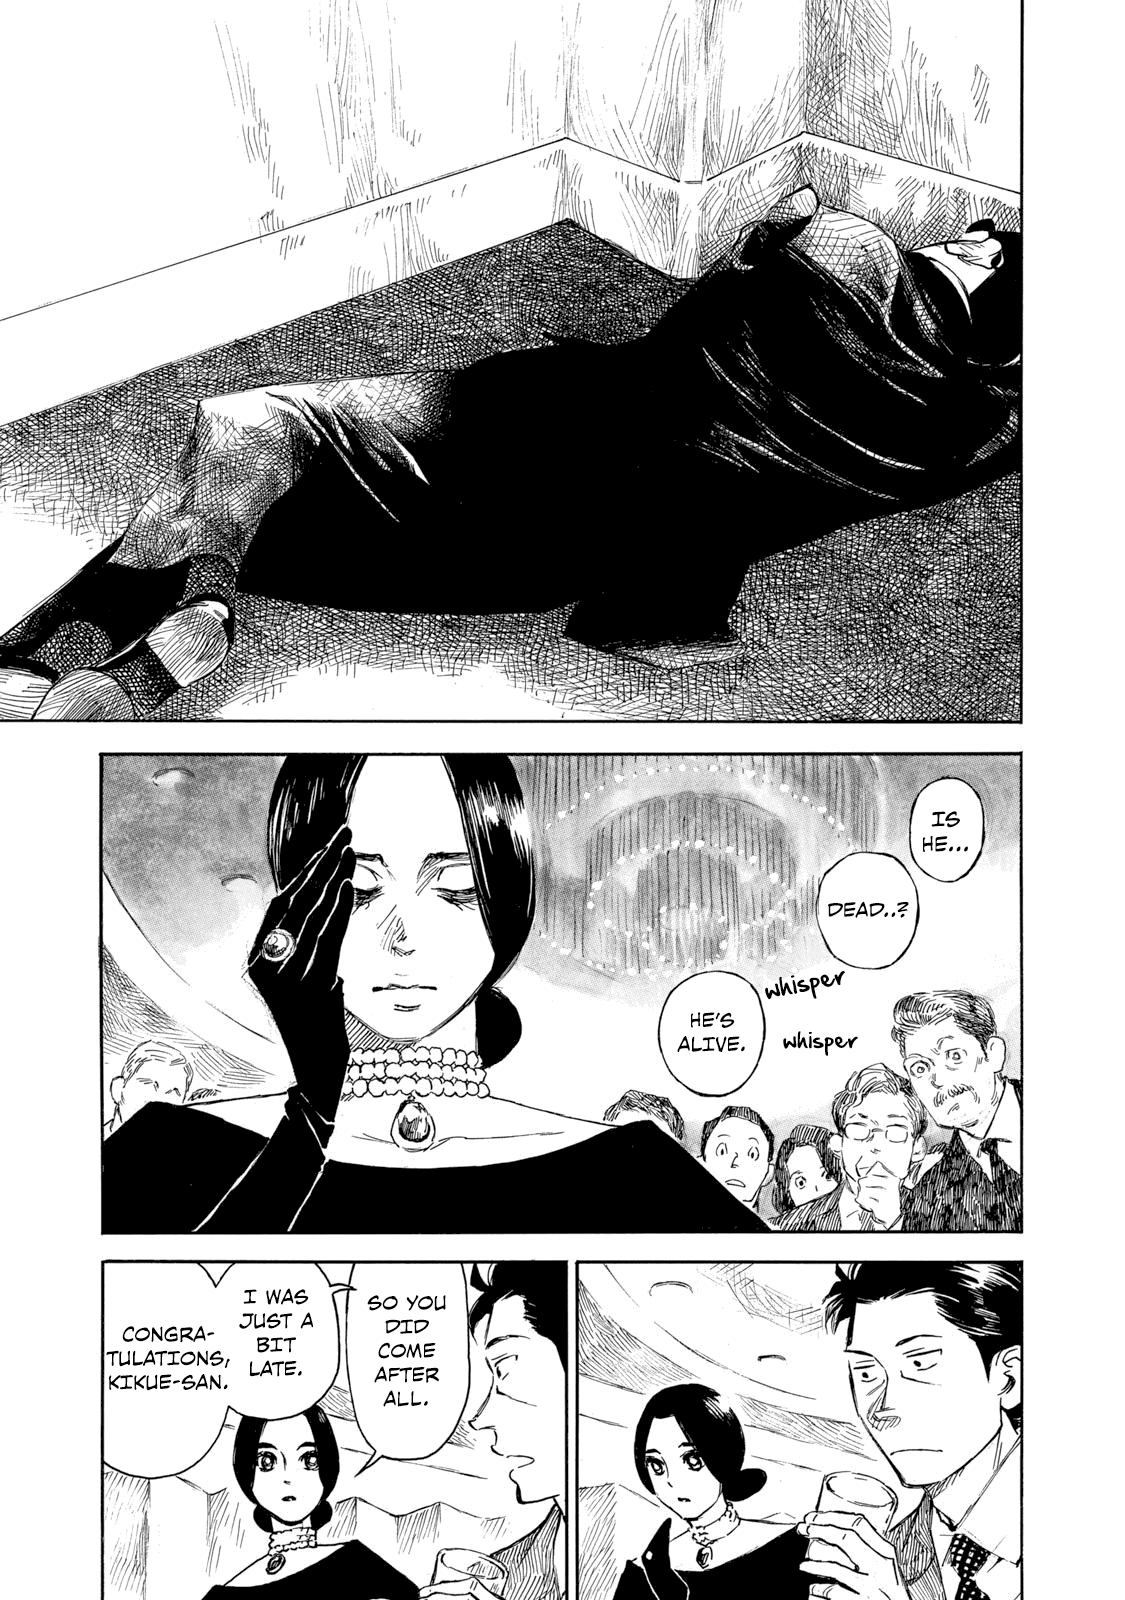 IS
HE...
DEAD..?
whisper
whisper
HE'S
ALIVE.
SO YOU
DID
COME
AFTER
ALL.
I WAS
JUST A
BIT
LATE.
CONGRA-
TULATIONS,
KIKUE-SAN.